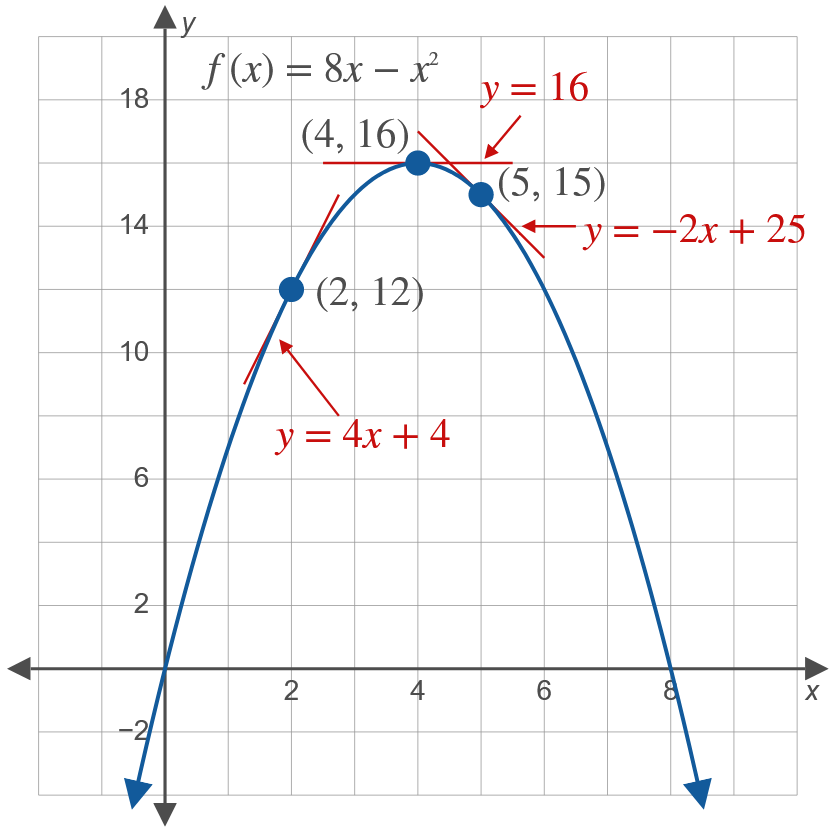 y
f(x) = 8x − x²
y = 16
18
(4, 16)
(5, 15)
14
y = −2x + 25
(2, 12)
10
y = 4x + 4
6
2
2 4 6 8 x
−2